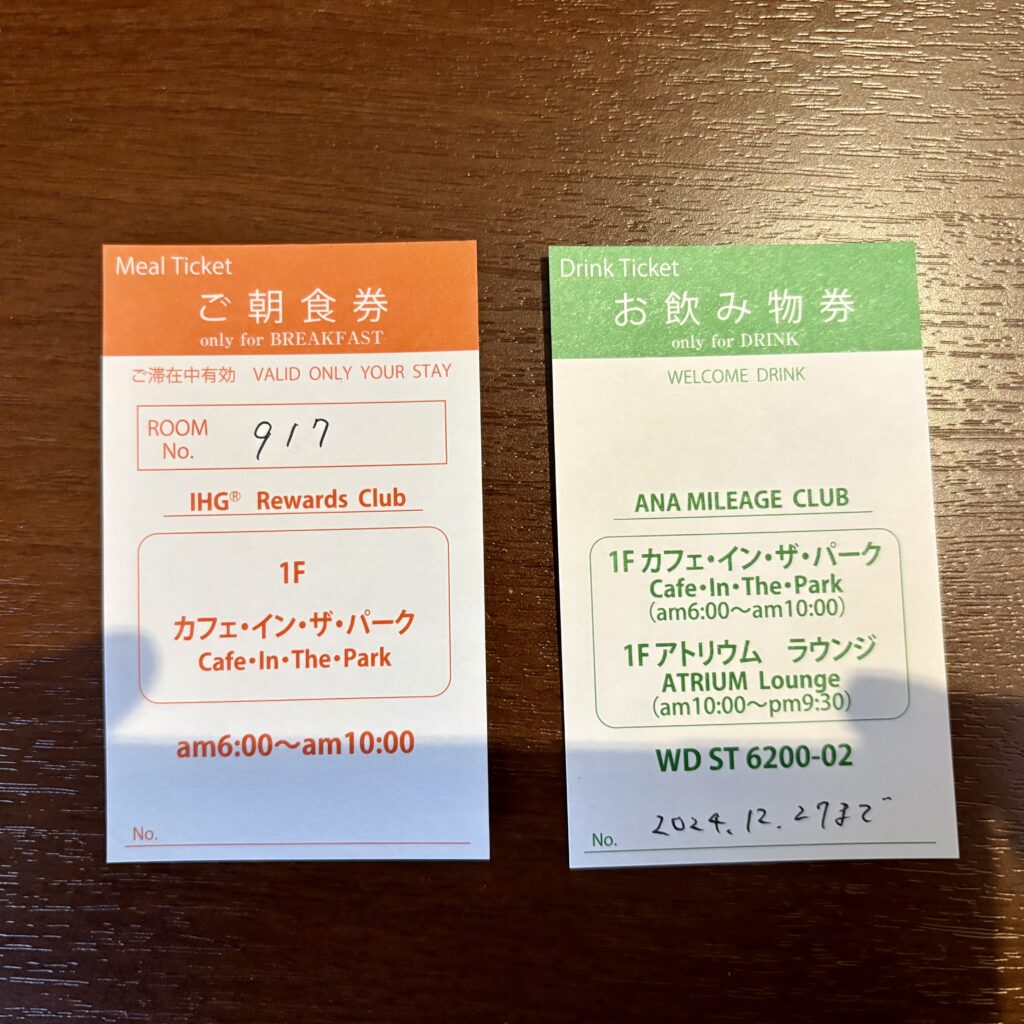 Meal Ticket
ご朝食券
only for BREAKFAST
ご滞在中有効 VALID ONLY YOUR STAY
ROOM
No.
917
IHG® Rewards Club
1F
カフェ・イン・ザ・パーク
Cafe・In・The・Park
am6:00～am10:00
No.
Drink Ticket
お飲み物券
only for DRINK
WELCOME DRINK
ANA MILEAGE CLUB
1F カフェ・イン・ザ・パーク
Cafe・In・The・Park
(am6:00～am10:00)
1F アトリウム ラウンジ
ATRIUM Lounge
(am10:00～pm9:30)
WD ST 6200-02
No. 2024.12.27まで